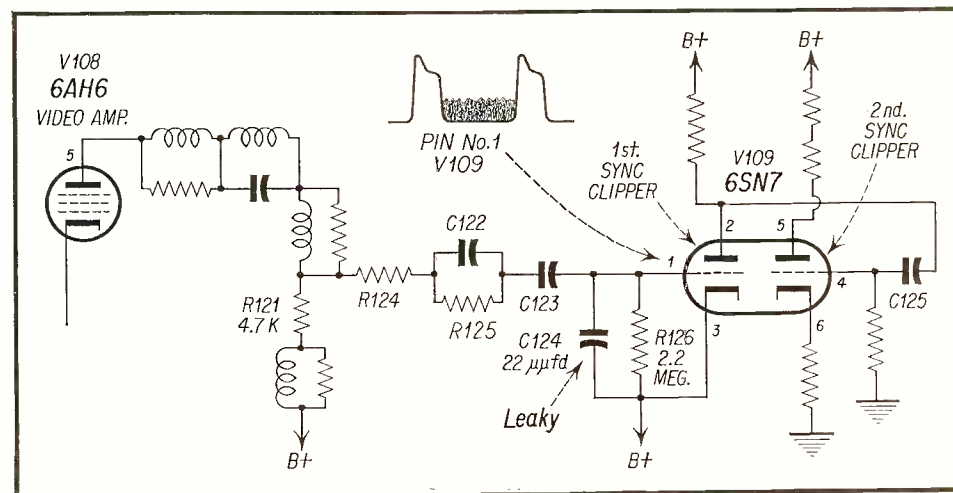 V108
6AH6
VIDEO AMP.
5
R121
4.7 K
B+
R124
C122
R125
C123
PIN No.1
V109
1st.
SYNC
CLIPPER
1
C124
22 μμfd
Leaky
R126
2.2
MEG.
B+
B+
B+
V109
6SN7
2nd.
SYNC
CLIPPER
2
5
3
4
6
C125